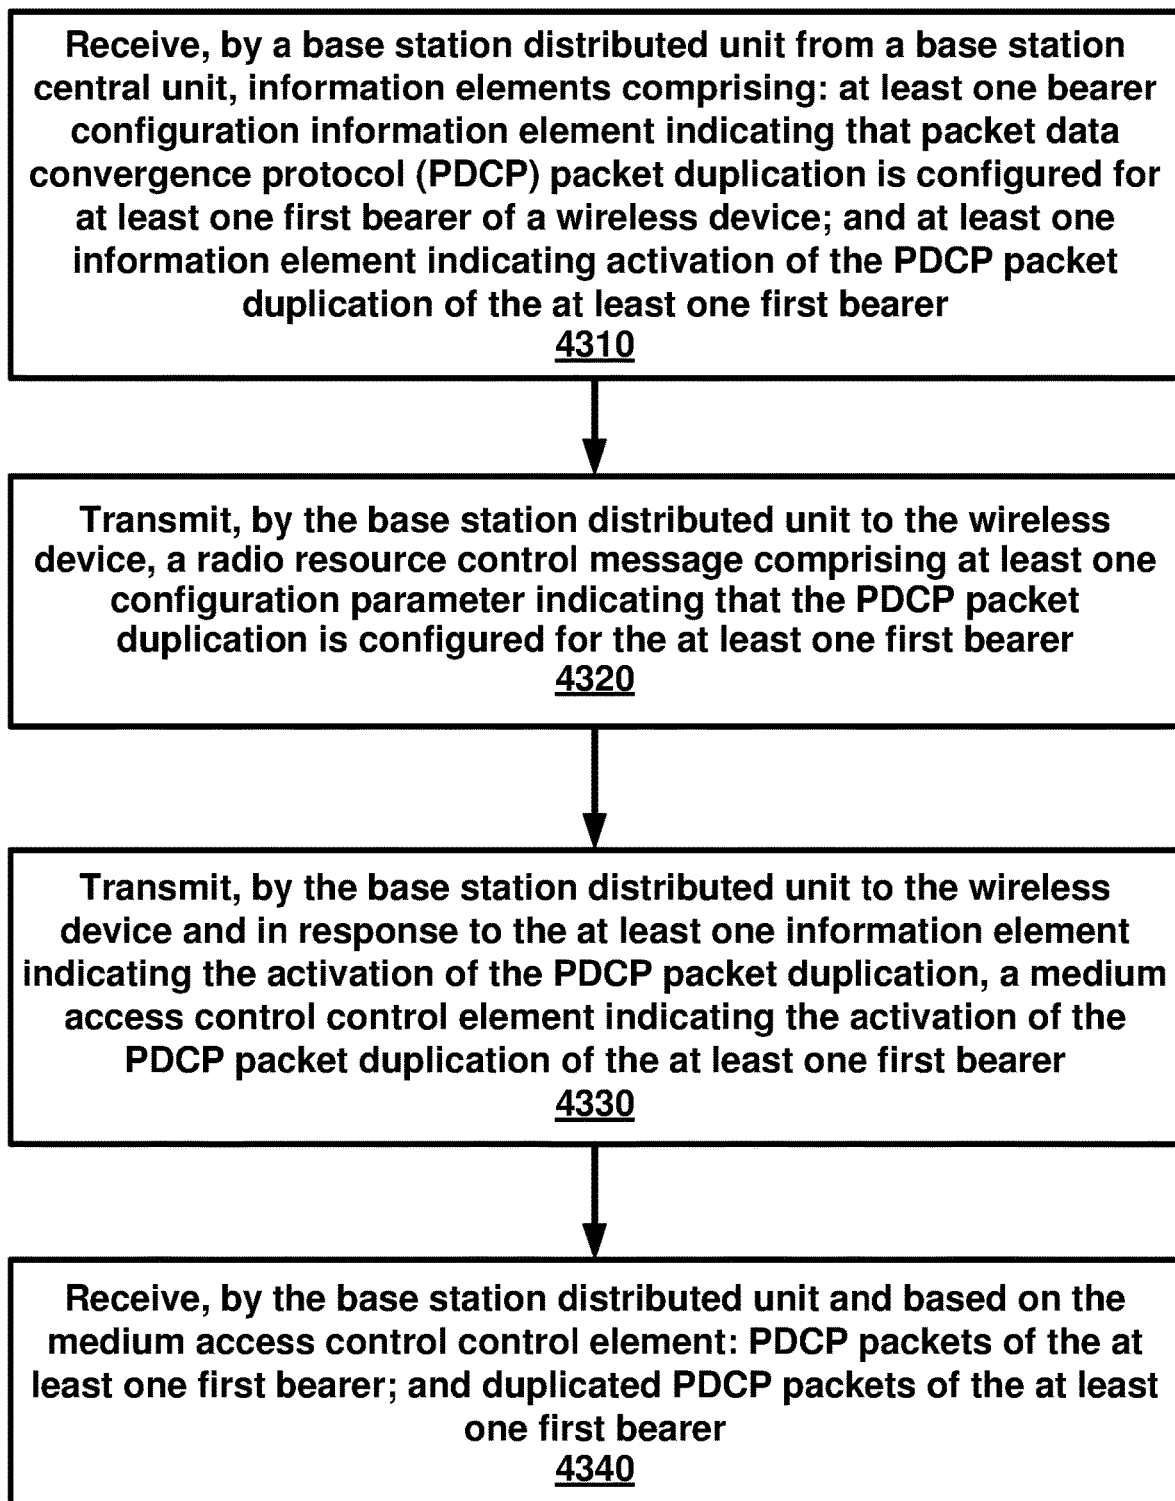 Receive, by a base station distributed unit from a base station
central unit, information elements comprising: at least one bearer
configuration information element indicating that packet data
convergence protocol (PDCP) packet duplication is configured for
at least one first bearer of a wireless device; and at least one
information element indicating activation of the PDCP packet
duplication of the at least one first bearer
4310
Transmit, by the base station distributed unit to the wireless
device, a radio resource control message comprising at least one
configuration parameter indicating that the PDCP packet
duplication is configured for the at least one first bearer
4320
Transmit, by the base station distributed unit to the wireless
device and in response to the at least one information element
indicating the activation of the PDCP packet duplication, a medium
access control control element indicating the activation of the
PDCP packet duplication of the at least one first bearer
4330
Receive, by the base station distributed unit and based on the
medium access control control element: PDCP packets of the at
least one first bearer; and duplicated PDCP packets of the at least
one first bearer
4340